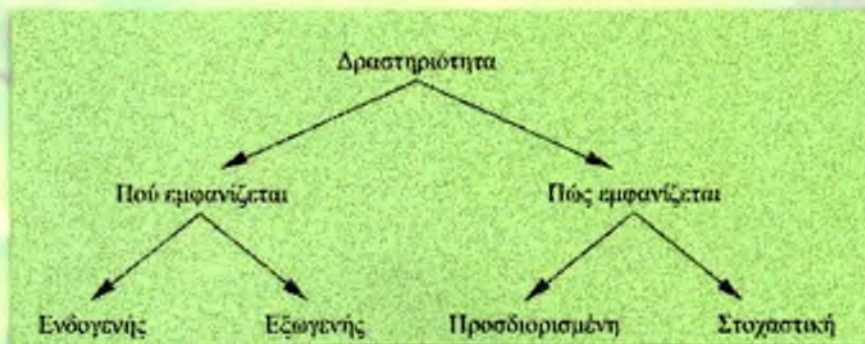 Δραστηριότητα
Πού εμφανίζεται Πώς εμφανίζεται
Ενδογενής Εξωγενής Προσδιορισμένη Στοχαστική